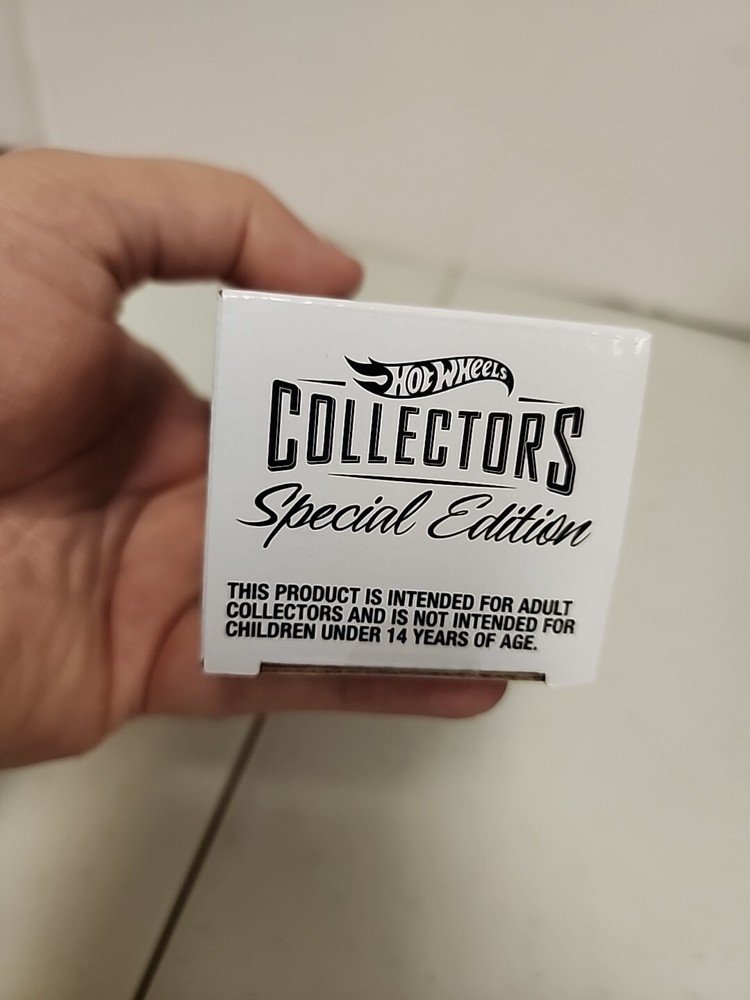 HOT WHEELS
COLLECTORS
Special Edition
THIS PRODUCT IS INTENDED FOR ADULT
COLLECTORS AND IS NOT INTENDED FOR
CHILDREN UNDER 14 YEARS OF AGE.